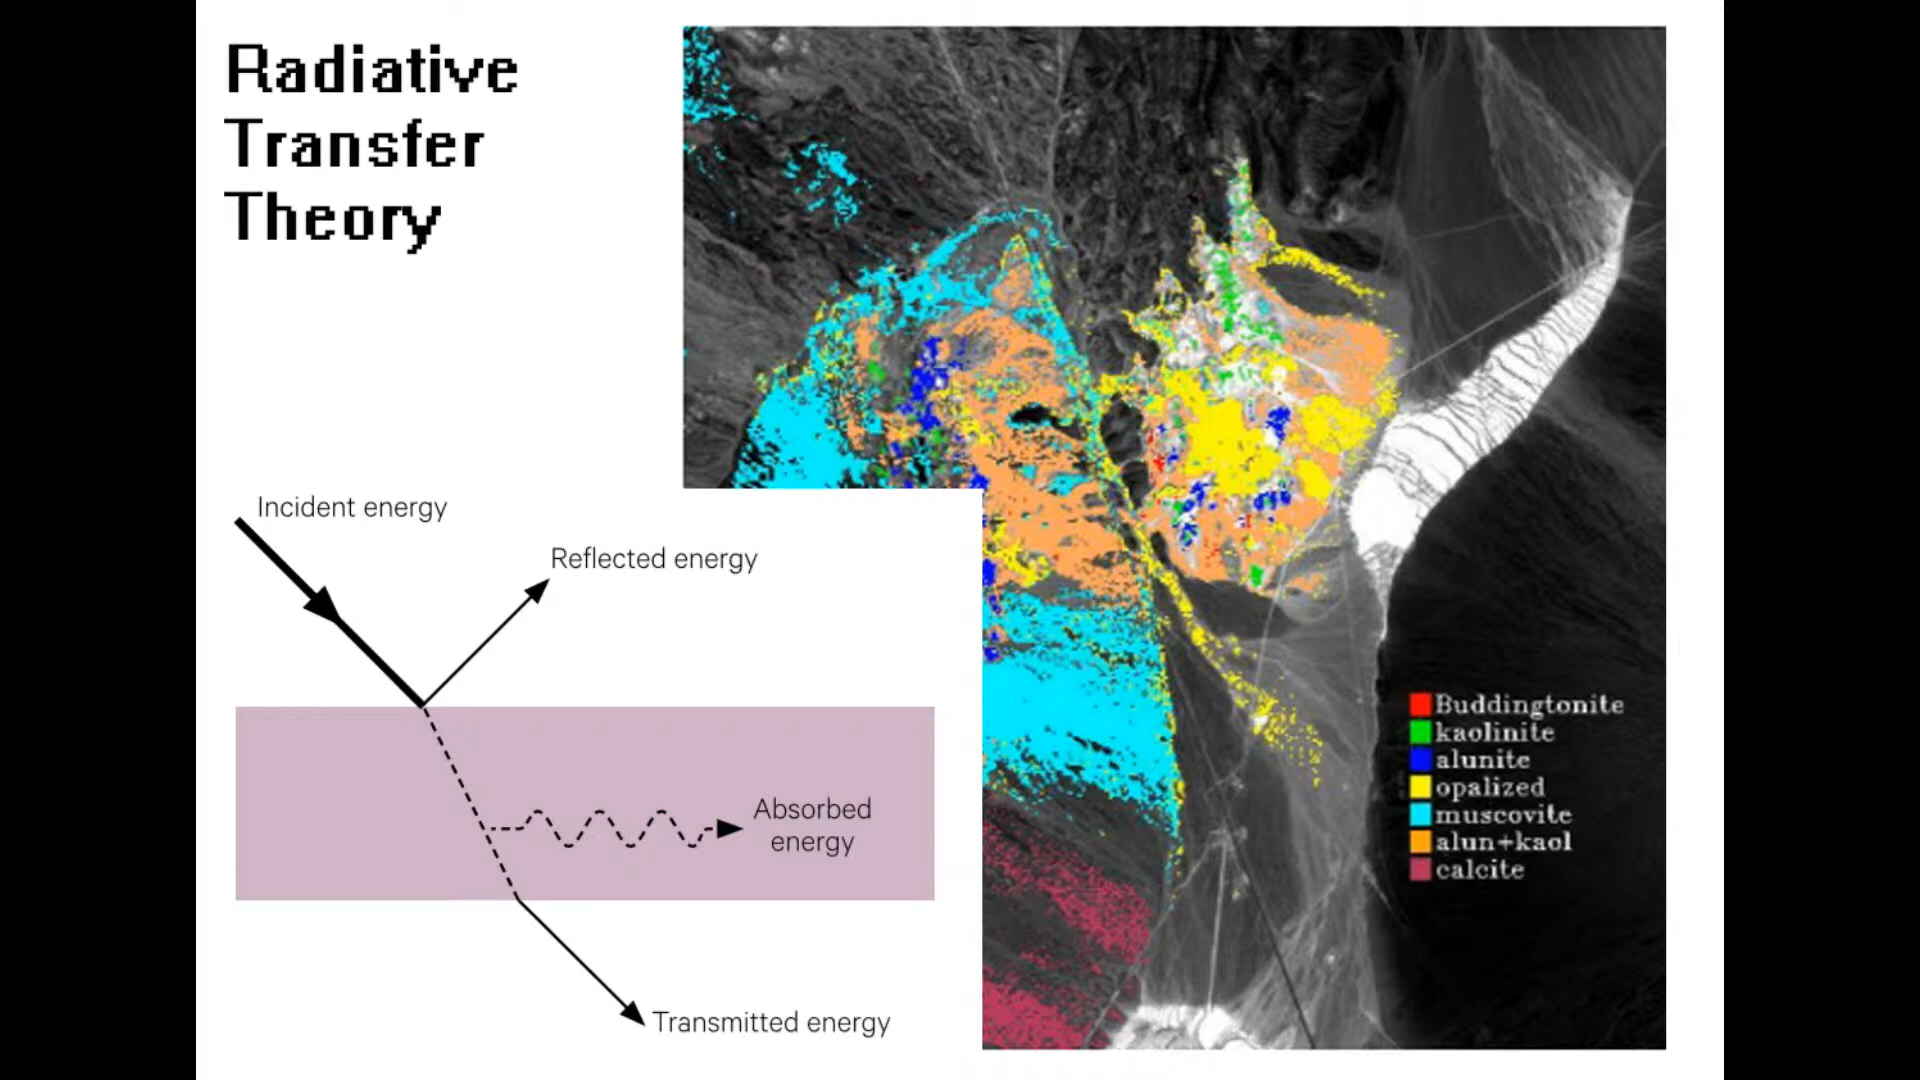 Radiative
Transfer
Theory
Incident energy
Reflected energy
Absorbed
energy
Transmitted energy
Buddingtonite
kaolinite
alunite
opalized
muscovite
alun+kaol
calcite